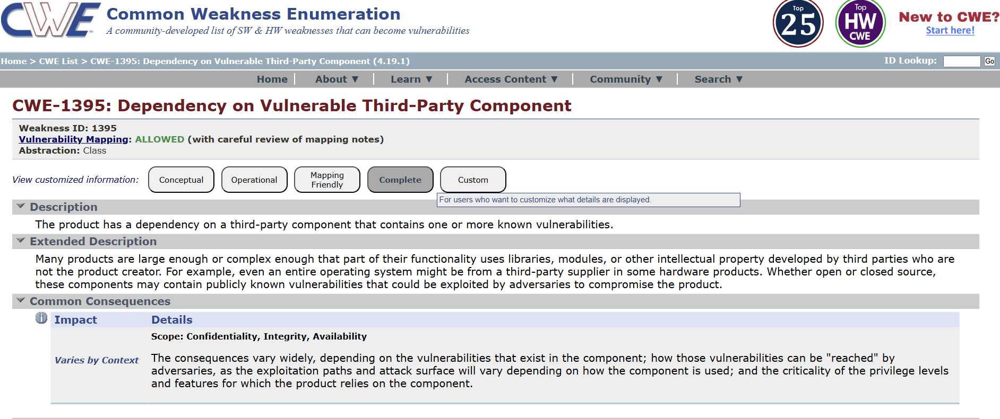 CWE™
Common Weakness Enumeration
A community-developed list of SW & HW weaknesses that can become vulnerabilities
Top
25
Top
HW
CWE
New to CWE?
Start here!
Home > CWE List > CWE-1395: Dependency on Vulnerable Third-Party Component (4.19.1)
ID Lookup:
Go
Home
About ▼
Learn ▼
Access Content ▼
Community ▼
Search ▼
CWE-1395: Dependency on Vulnerable Third-Party Component
Weakness ID: 1395
Vulnerability Mapping: ALLOWED (with careful review of mapping notes)
Abstraction: Class
View customized information:
Conceptual
Operational
Mapping
Friendly
Complete
Custom
For users who want to customize what details are displayed.
Description
The product has a dependency on a third-party component that contains one or more known vulnerabilities.
Extended Description
Many products are large enough or complex enough that part of their functionality uses libraries, modules, or other intellectual property developed by third parties who are
not the product creator. For example, even an entire operating system might be from a third-party supplier in some hardware products. Whether open or closed source,
these components may contain publicly known vulnerabilities that could be exploited by adversaries to compromise the product.
Common Consequences
Impact
Details
Scope: Confidentiality, Integrity, Availability
Varies by Context
The consequences vary widely, depending on the vulnerabilities that exist in the component; how those vulnerabilities can be "reached" by
adversaries, as the exploitation paths and attack surface will vary depending on how the component is used; and the criticality of the privilege levels
and features for which the product relies on the component.